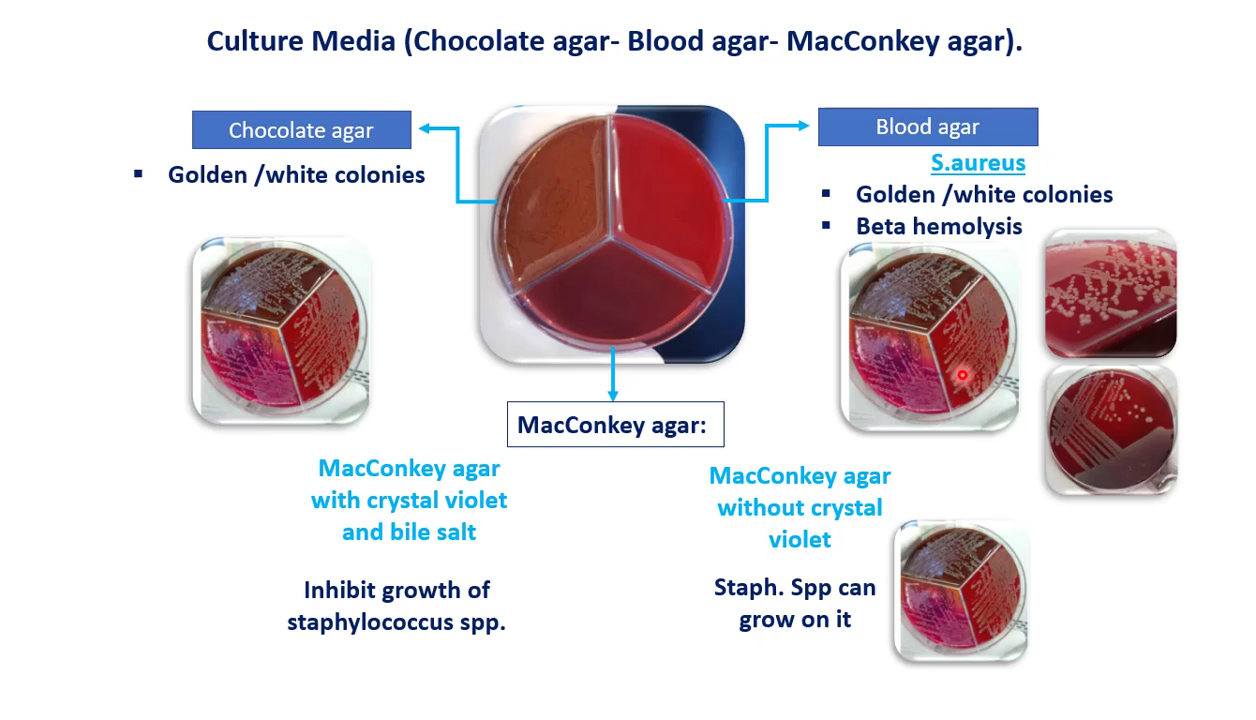 Culture Media (Chocolate agar- Blood agar- MacConkey agar).
Chocolate agar
▪ Golden /white colonies
Blood agar
S.aureus
▪ Golden /white colonies
▪ Beta hemolysis
MacConkey agar:
MacConkey agar
with crystal violet
and bile salt
Inhibit growth of
staphylococcus spp.
MacConkey agar
without crystal
violet
Staph. Spp can
grow on it